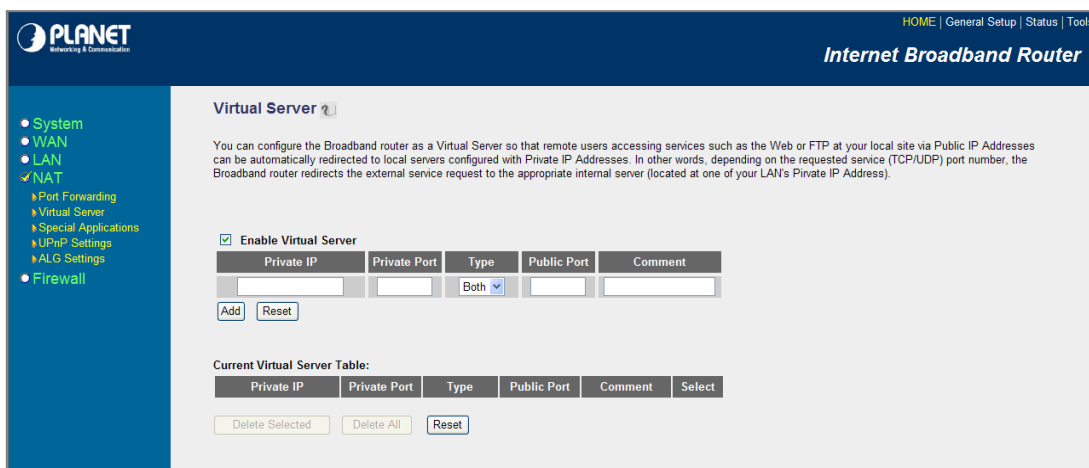 PLANET
Networking & Communication
HOME | General Setup | Status | Tools
Internet Broadband Router
System
WAN
LAN
NAT
Port Forwarding
Virtual Server
Special Applications
UPnP Settings
ALG Settings
Firewall
Virtual Server
You can configure the Broadband router as a Virtual Server so that remote users accessing services such as the Web or FTP at your local site via Public IP Addresses
can be automatically redirected to local servers configured with Private IP Addresses. In other words, depending on the requested service (TCP/UDP) port number, the
Broadband router redirects the external service request to the appropriate internal server (located at one of your LAN's Private IP Address).
Enable Virtual Server
Private IP Private Port Type Public Port Comment
Both
Add Reset
Current Virtual Server Table:
Private IP Private Port Type Public Port Comment Select
Delete Selected Delete All Reset